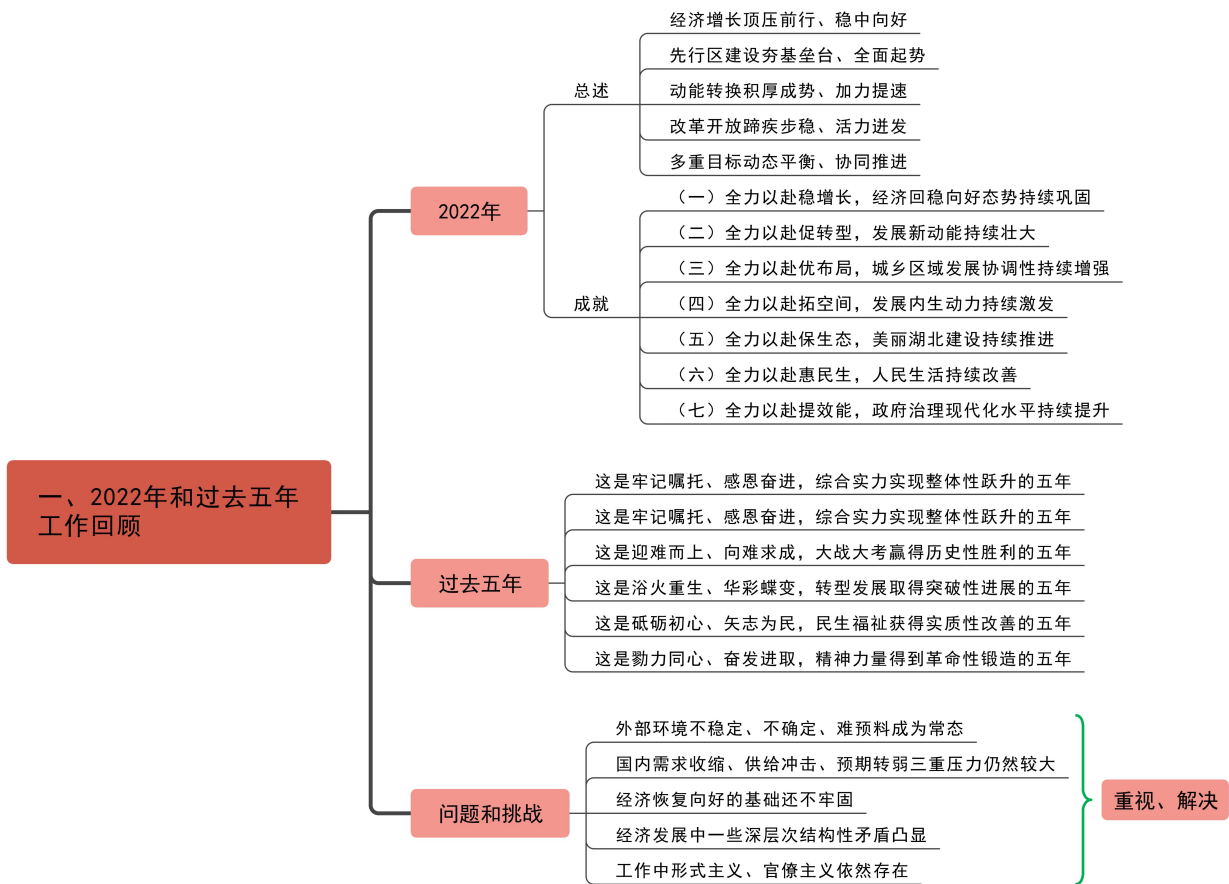 一、2022年和过去五年
工作回顾
2022年
总述
经济增长顶压前行、稳中向好
先行区建设夯基垒台、全面起势
动能转换积厚成势、加力提速
改革开放蹄疾步稳、活力迸发
多重目标动态平衡、协同推进
成就
（一）全力以赴稳增长，经济回稳向好态势持续巩固
（二）全力以赴促转型，发展新动能持续壮大
（三）全力以赴优布局，城乡区域发展协调性持续增强
（四）全力以赴拓空间，发展内生动力持续激发
（五）全力以赴保生态，美丽湖北建设持续推进
（六）全力以赴惠民生，人民生活持续改善
（七）全力以赴提效能，政府治理现代化水平持续提升
过去五年
这是牢记嘱托、感恩奋进，综合实力实现整体性跃升的五年
这是牢记嘱托、感恩奋进，综合实力实现整体性跃升的五年
这是迎难而上、向难求成，大战大考赢得历史性胜利的五年
这是浴火重生、华彩蝶变，转型发展取得突破性进展的五年
这是砥砺初心、矢志为民，民生福祉获得实质性改善的五年
这是勠力同心、奋发进取，精神力量得到革命性锻造的五年
问题和挑战
外部环境不稳定、不确定、难预料成为常态
国内需求收缩、供给冲击、预期转弱三重压力仍然较大
经济恢复向好的基础还不牢固
经济发展中一些深层次结构性矛盾凸显
工作中形式主义、官僚主义依然存在
重视、解决